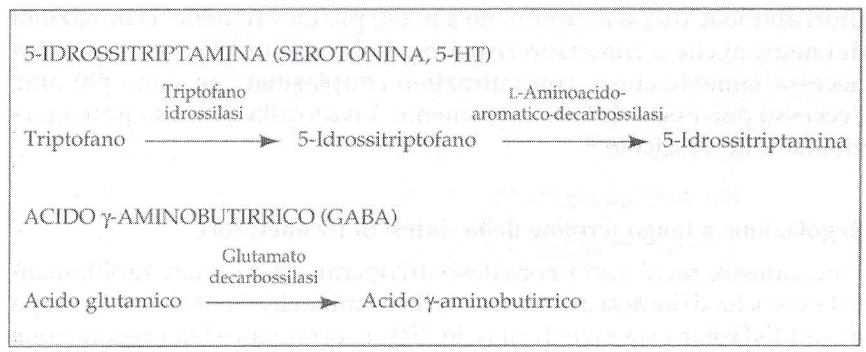 5-IDROSSITRIPTAMINA (SEROTONINA, 5-HT)
Triptofano
idrossilasi
L-Aminoacido-
aromatico-decarbossilasi
Triptofano 5-Idrossitriptofano 5-Idrossitriptamina
ACIDO γ-AMINOBUTIRRICO (GABA)
Glutamato
decarbossilasi
Acido glutamico Acido γ-aminobutirrico